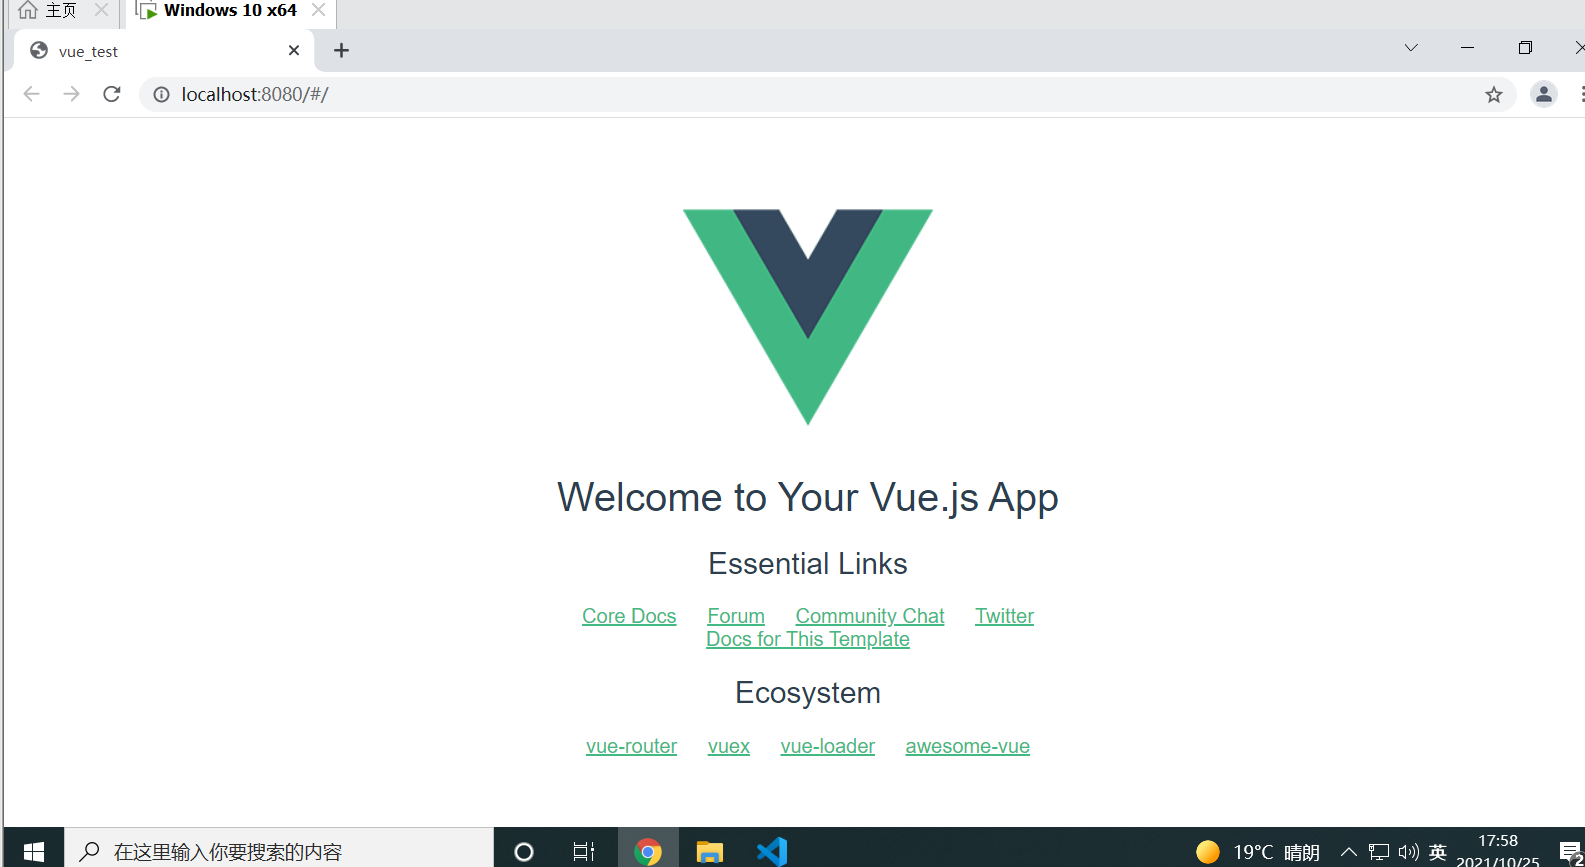 主页 Windows 10 x64
vue_test
localhost:8080/#/
Welcome to Your Vue.js App
Essential Links
Core Docs Forum Community Chat Twitter
Docs for This Template
Ecosystem
vue-router vuex vue-loader awesome-vue
在这里输入你要搜索的内容 19°C 晴朗 英 17:58
2021/10/25 2